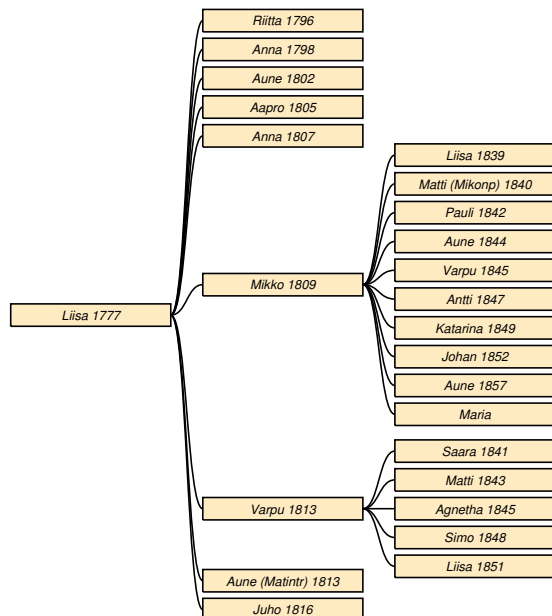 Riitta 1796
Anna 1798
Aune 1802
Aapro 1805
Anna 1807
Liisa 1839
Matti (Mikonp) 1840
Pauli 1842
Aune 1844
Varpu 1845
Mikko 1809
Antti 1847
Liisa 1777
Katarina 1849
Johan 1852
Aune 1857
Maria
Saara 1841
Matti 1843
Varpu 1813
Agnetha 1845
Simo 1848
Liisa 1851
Aune (Matintr) 1813
Juho 1816